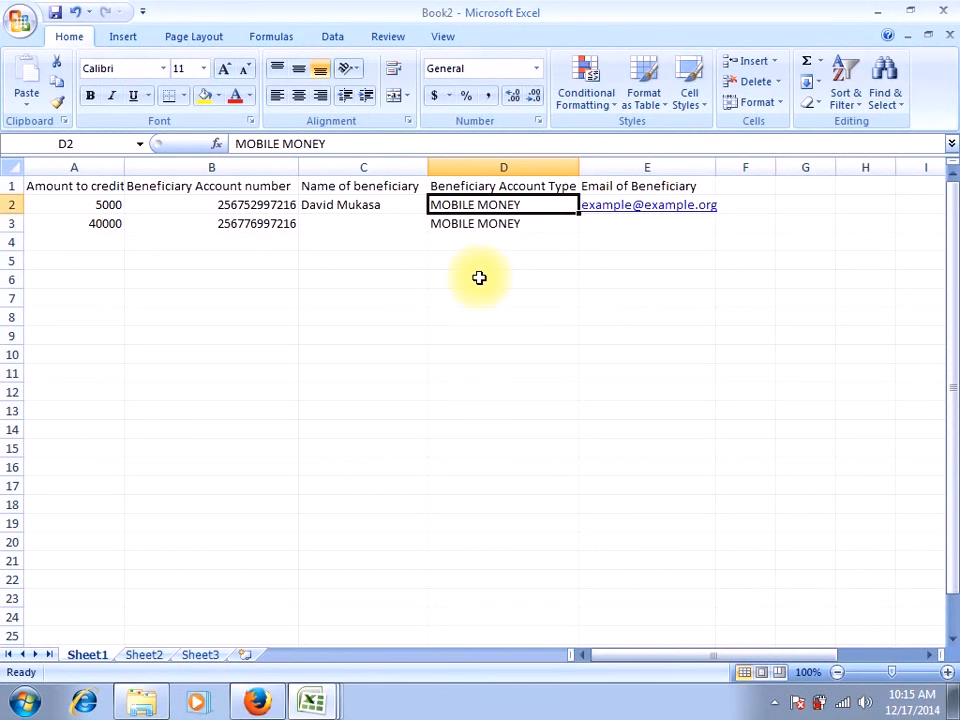 Book2 - Microsoft Excel
Home Insert Page Layout Formulas Data Review View
Paste
Calibri 11 A A
General
B I U A
$ % ,
.00 .0
Conditional Formatting
Format as Table
Cell Styles
Insert
Delete
Format
Σ
Sort & Filter
Find & Select
Clipboard Font Alignment Number Styles Cells Editing
D2 fx MOBILE MONEY
A B C D E F G H I
1 Amount to credit Beneficiary Account number Name of beneficiary Beneficiary Account Type Email of Beneficiary
2 5000 256752997216 David Mukasa MOBILE MONEY example@example.org
3 40000 256776997216 MOBILE MONEY
4
5
6
7
8
9
10
11
12
13
14
15
16
17
18
19
20
21
22
23
24
25
Sheet1 Sheet2 Sheet3
Ready 100%
10:15 AM
12/17/2014